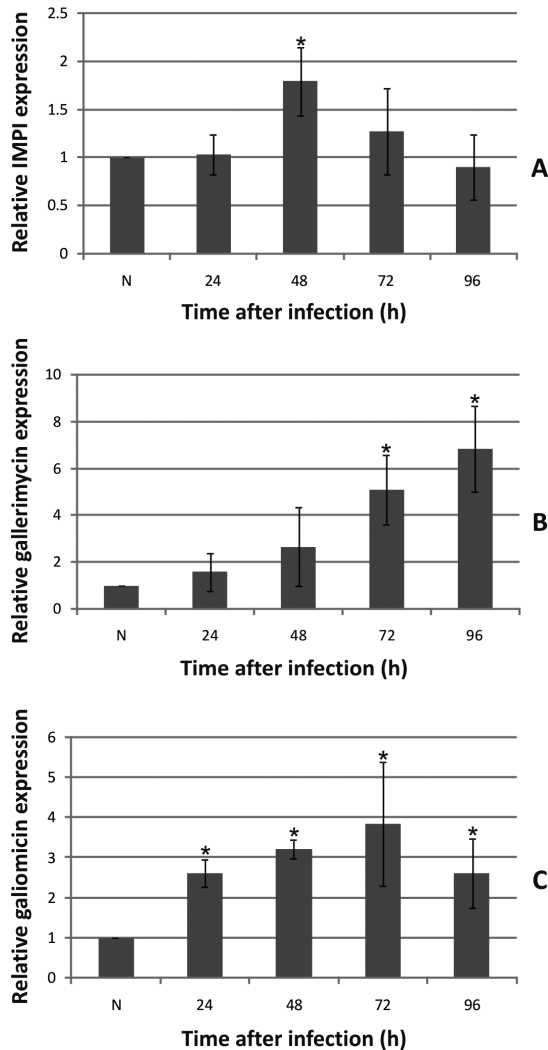 Relative IMPI expression
2.5
2
1.5
1
0.5
0
*
N 24 48 72 96
Time after infection (h)
A
Relative gallerimycin expression
10
8
6
4
2
0
* *
N 24 48 72 96
Time after infection (h)
B
Relative galiomicin expression
6
5
4
3
2
1
0
* * * *
N 24 48 72 96
Time after infection (h)
C